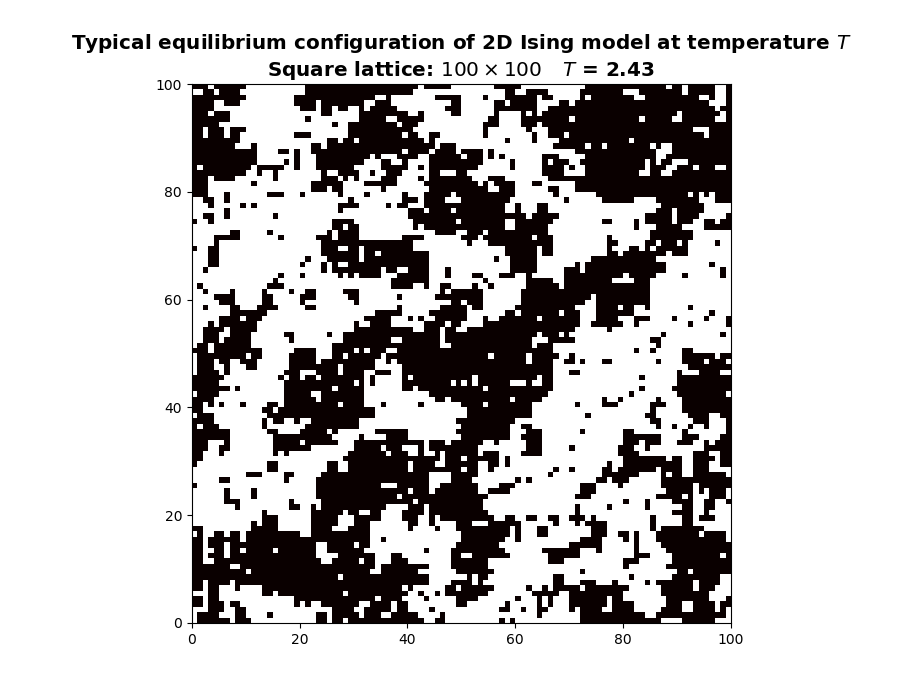 Typical equilibrium configuration of 2D Ising model at temperature T
Square lattice: 100 × 100 T = 2.43
100
80
60
40
20
0
0 20 40 60 80 100